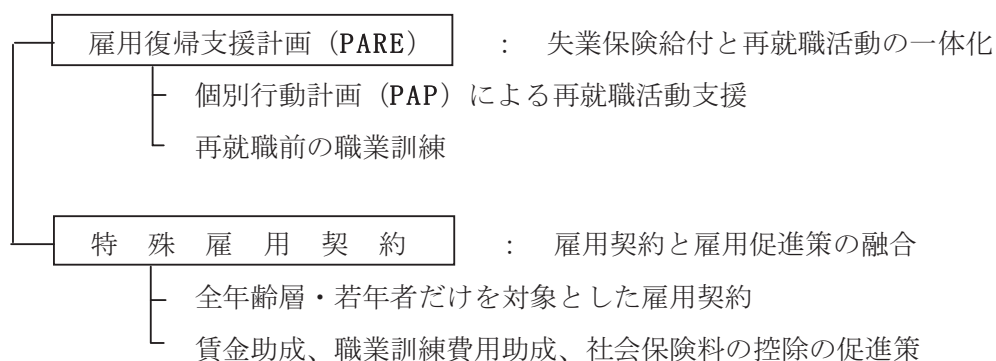 雇用復帰支援計画（PARE） ： 失業保険給付と再就職活動の一体化
個別行動計画（PAP）による再就職活動支援
再就職前の職業訓練
特 殊 雇 用 契 約 ： 雇用契約と雇用促進策の融合
全年齢層・若年者だけを対象とした雇用契約
賃金助成、職業訓練費用助成、社会保険料の控除の促進策